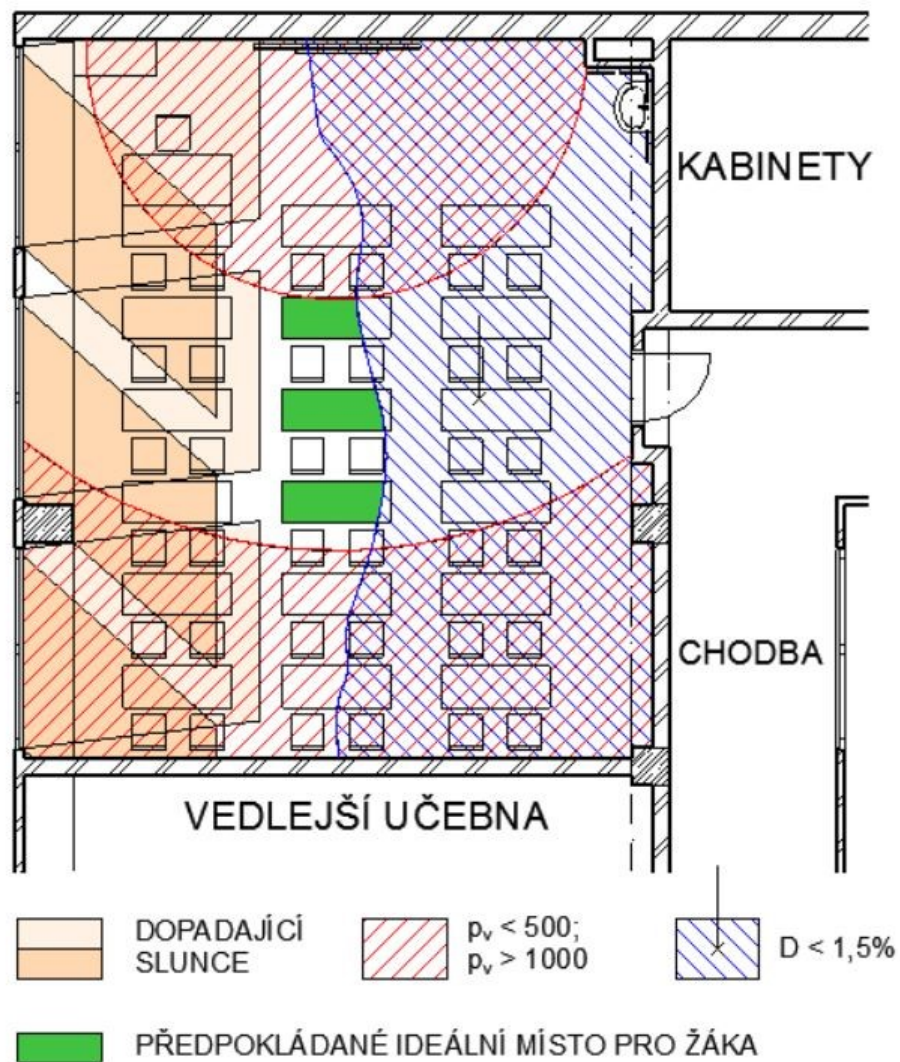 KABINETY
CHODBA
VEDLEJŠÍ UČEBNA
DOPADAJÍCÍ
SLUNCE
pᵥ < 500;
pᵥ > 1000
D < 1,5%
PŘEDPOKLÁDANÉ IDEÁLNÍ MÍSTO PRO ŽÁKA